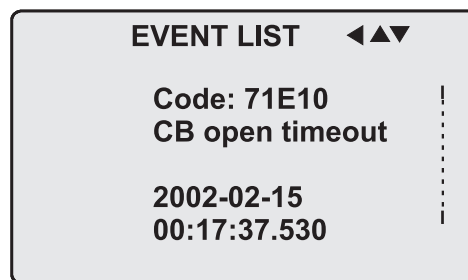 EVENT LIST ◀▲▼
Code: 71E10
CB open timeout
2002-02-15
00:17:37.530